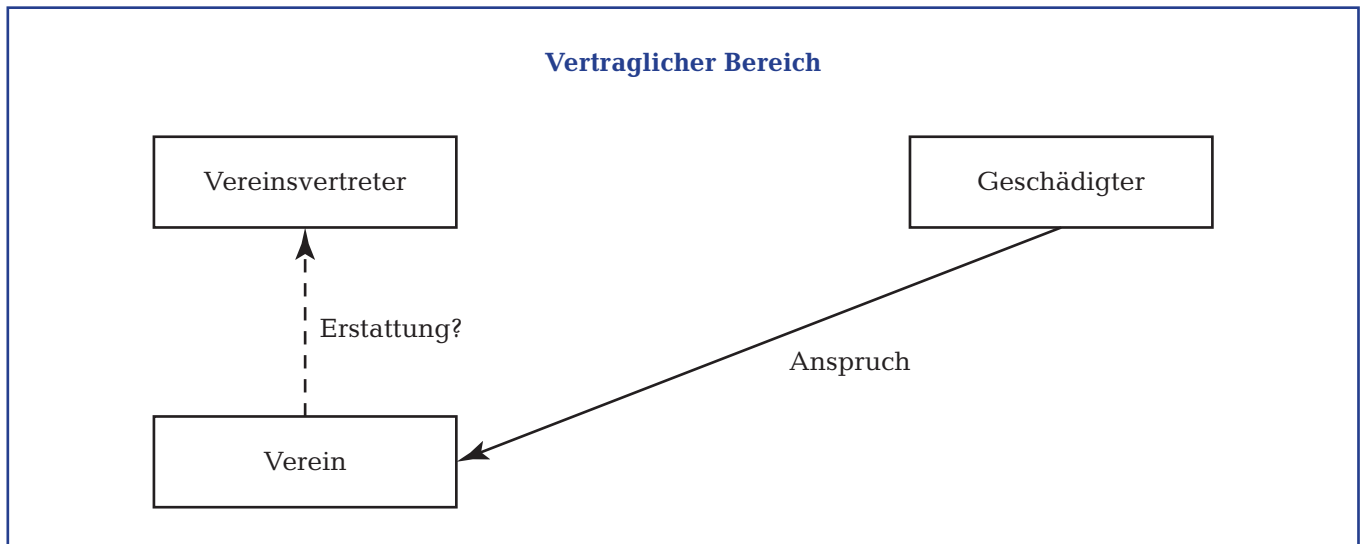 Vertraglicher Bereich
Vereinsvertreter
Geschädigter
Erstattung?
Anspruch
Verein